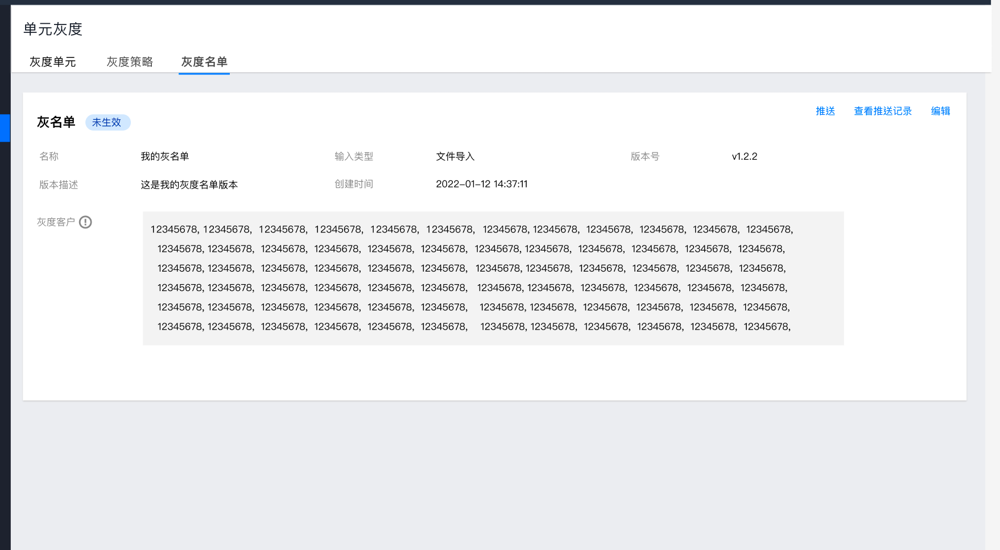 单元灰度
灰度单元 灰度策略 灰度名单
灰名单 未生效 推送 查看推送记录 编辑
名称 我的灰名单 输入类型 文件导入 版本号 v1.2.2
版本描述 这是我的灰度名单版本 创建时间 2022-01-12 14:37:11
灰度客户
12345678, 12345678, 12345678, 12345678, 12345678, 12345678, 12345678, 12345678, 12345678, 12345678, 12345678, 12345678,
12345678, 12345678, 12345678, 12345678, 12345678, 12345678, 12345678, 12345678, 12345678, 12345678, 12345678, 12345678,
12345678, 12345678, 12345678, 12345678, 12345678, 12345678, 12345678, 12345678, 12345678, 12345678, 12345678, 12345678,
12345678, 12345678, 12345678, 12345678, 12345678, 12345678, 12345678, 12345678, 12345678, 12345678, 12345678, 12345678,
12345678, 12345678, 12345678, 12345678, 12345678, 12345678, 12345678, 12345678, 12345678, 12345678, 12345678, 12345678,
12345678, 12345678, 12345678, 12345678, 12345678, 12345678, 12345678, 12345678, 12345678, 12345678, 12345678, 12345678,